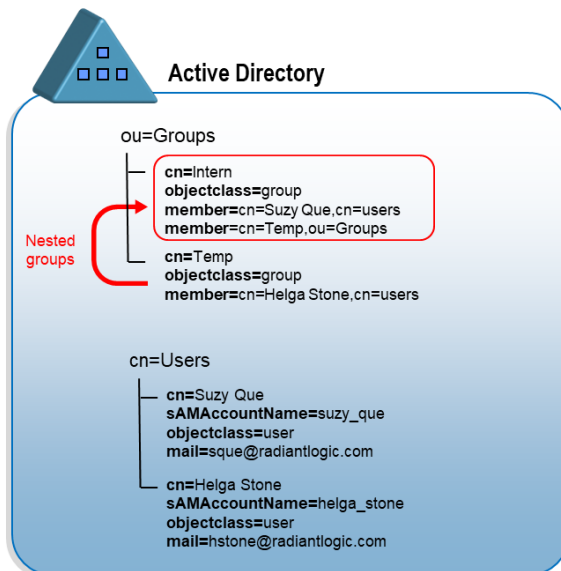 Active Directory
ou=Groups
cn=Intern
objectclass=group
member=cn=Suzy Que,cn=users
member=cn=Temp,ou=Groups
Nested
groups
cn=Temp
objectclass=group
member=cn=Helga Stone,cn=users
cn=Users
cn=Suzy Que
sAMAccountName=suzy_que
objectclass=user
mail=sque@radiantlogic.com
cn=Helga Stone
sAMAccountName=helga_stone
objectclass=user
mail=hstone@radiantlogic.com